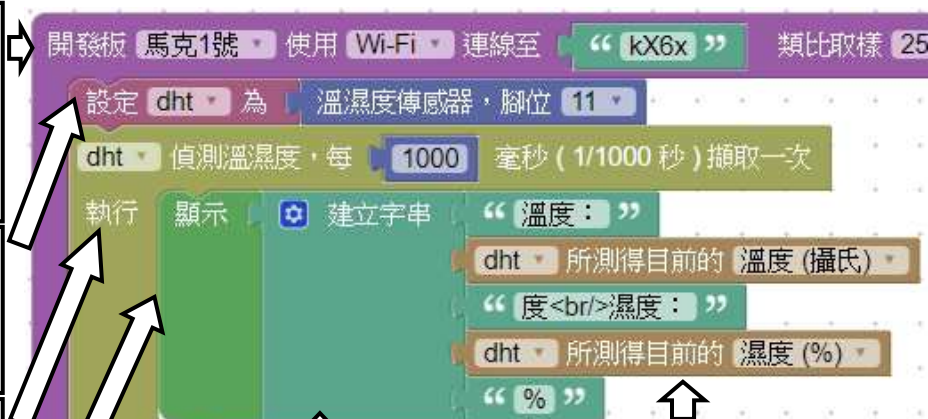 開發板 馬克1號 使用 Wi-Fi 連線至 “ kX6x ” 類比取樣 25
設定 dht 為 溫濕度傳感器，腳位 11
dht 偵測溫濕度，每 1000 毫秒 ( 1/1000 秒 ) 擷取一次
執行 顯示 建立字串 “ 溫度： ”
dht 所測得目前的 溫度 (攝氏)
“ 度<br/>濕度： ”
dht 所測得目前的 濕度 (%)
“ % ”